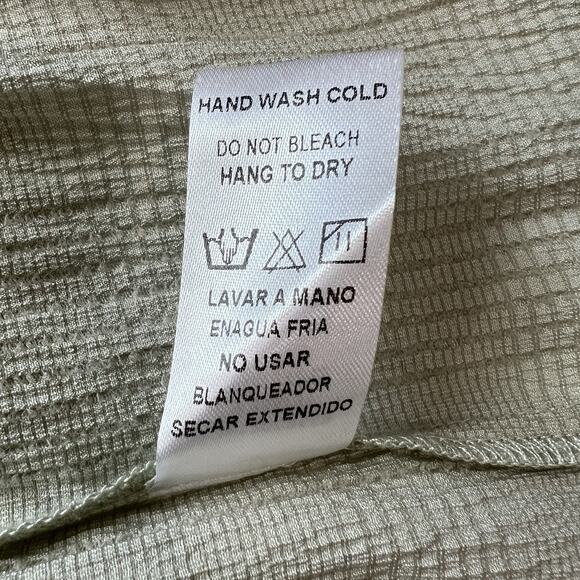 HAND WASH COLD
DO NOT BLEACH
HANG TO DRY
LAVAR A MANO
ENAGUA FRIA
NO USAR
BLANQUEADOR
SECAR EXTENDIDO